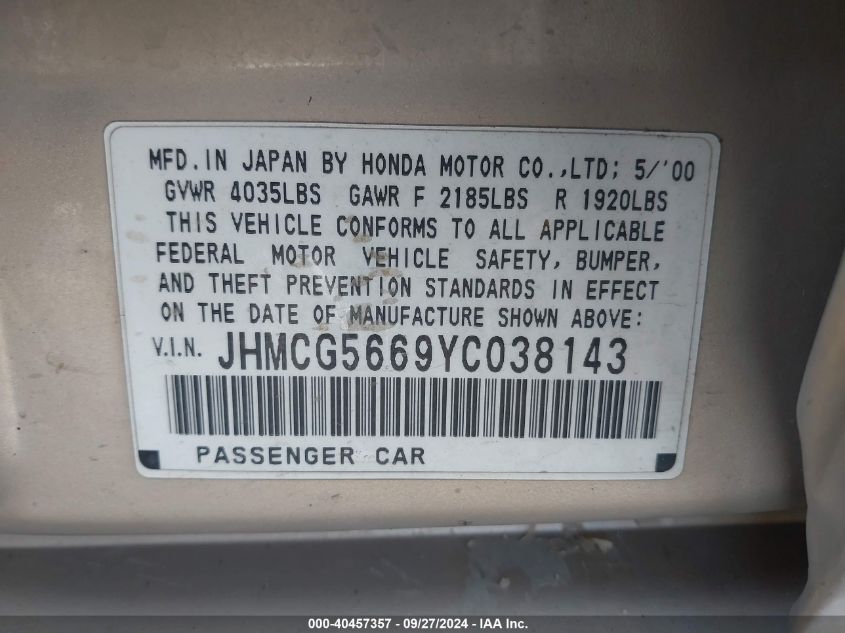 MFD. IN JAPAN BY HONDA MOTOR CO.,LTD; 5/'00
GVWR 4035LBS GAWR F 2185LBS R 1920LBS
THIS VEHICLE CONFORMS TO ALL APPLICABLE
FEDERAL MOTOR VEHICLE SAFETY, BUMPER,
AND THEFT PREVENTION STANDARDS IN EFFECT
ON THE DATE OF MANUFACTURE SHOWN ABOVE:
V.I.N. JHMCG5669YC038143
PASSENGER CAR
000-40457357 - 09/27/2024 - IAA Inc.